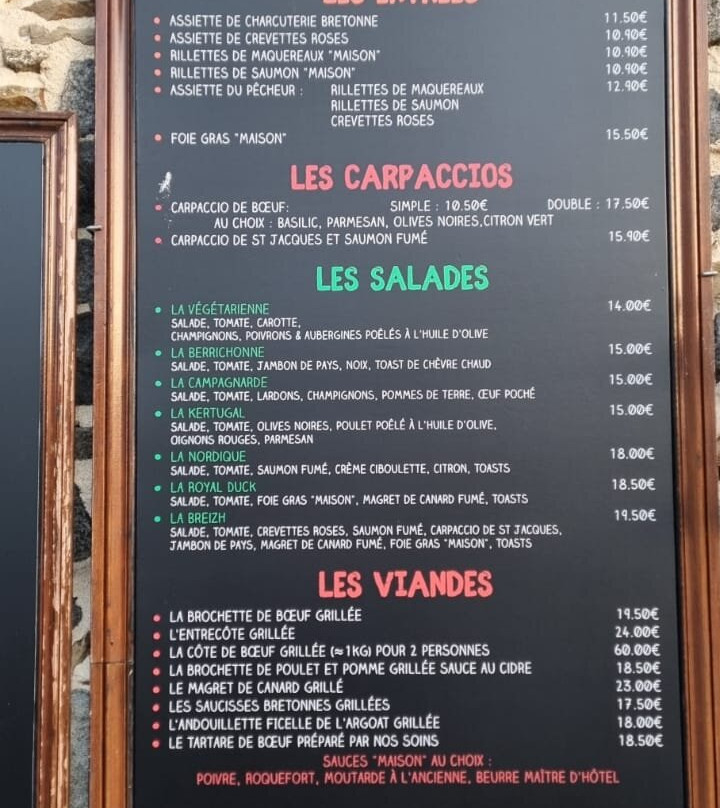 LES ENTRÉES
• ASSIETTE DE CHARCUTERIE BRETONNE 11.50€
• ASSIETTE DE CREVETTES ROSES 10.90€
• RILLETTES DE MAQUEREAUX "MAISON" 10.90€
• RILLETTES DE SAUMON "MAISON" 10.90€
• ASSIETTE DU PÊCHEUR : RILLETTES DE MAQUEREAUX 12.90€
RILLETTES DE SAUMON
CREVETTES ROSES
• FOIE GRAS "MAISON" 15.50€
LES CARPACCIOS
• CARPACCIO DE BŒUF: SIMPLE : 10.50€ DOUBLE : 17.50€
AU CHOIX : BASILIC, PARMESAN, OLIVES NOIRES,CITRON VERT
• CARPACCIO DE ST JACQUES ET SAUMON FUMÉ 15.90€
LES SALADES
• LA VÉGÉTARIENNE 14.00€
SALADE, TOMATE, CAROTTE,
CHAMPIGNONS, POIVRONS & AUBERGINES POÊLÉS À L'HUILE D'OLIVE
• LA BERRICHONNE 15.00€
SALADE, TOMATE, JAMBON DE PAYS, NOIX, TOAST DE CHÈVRE CHAUD
• LA CAMPAGNARDE 15.00€
SALADE, TOMATE, LARDONS, CHAMPIGNONS, POMMES DE TERRE, ŒUF POCHÉ
• LA KERTUGAL 15.00€
SALADE, TOMATE, OLIVES NOIRES, POULET POÊLÉ À L'HUILE D'OLIVE,
OIGNONS ROUGES, PARMESAN
• LA NORDIQUE 18.00€
SALADE, TOMATE, SAUMON FUMÉ, CRÈME CIBOULETTE, CITRON, TOASTS
• LA ROYAL DUCK 18.50€
SALADE, TOMATE, FOIE GRAS "MAISON", MAGRET DE CANARD FUMÉ, TOASTS
• LA BREIZH 19.50€
SALADE, TOMATE, CREVETTES ROSES, SAUMON FUMÉ, CARPACCIO DE ST JACQUES,
JAMBON DE PAYS, MAGRET DE CANARD FUMÉ, FOIE GRAS "MAISON", TOASTS
LES VIANDES
• LA BROCHETTE DE BŒUF GRILLÉE 19.50€
• L'ENTRECÔTE GRILLÉE 24.00€
• LA CÔTE DE BŒUF GRILLÉE (≈1KG) POUR 2 PERSONNES 60.00€
• LA BROCHETTE DE POULET ET POMME GRILLÉE SAUCE AU CIDRE 18.50€
• LE MAGRET DE CANARD GRILLÉ 23.00€
• LES SAUCISSES BRETONNES GRILLÉES 17.50€
• L'ANDOUILLETTE FICELLE DE L'ARGOAT GRILLÉE 18.00€
• LE TARTARE DE BŒUF PRÉPARÉ PAR NOS SOINS 18.50€
SAUCES "MAISON" AU CHOIX :
POIVRE, ROQUEFORT, MOUTARDE À L'ANCIENNE, BEURRE MAÎTRE D'HÔTEL